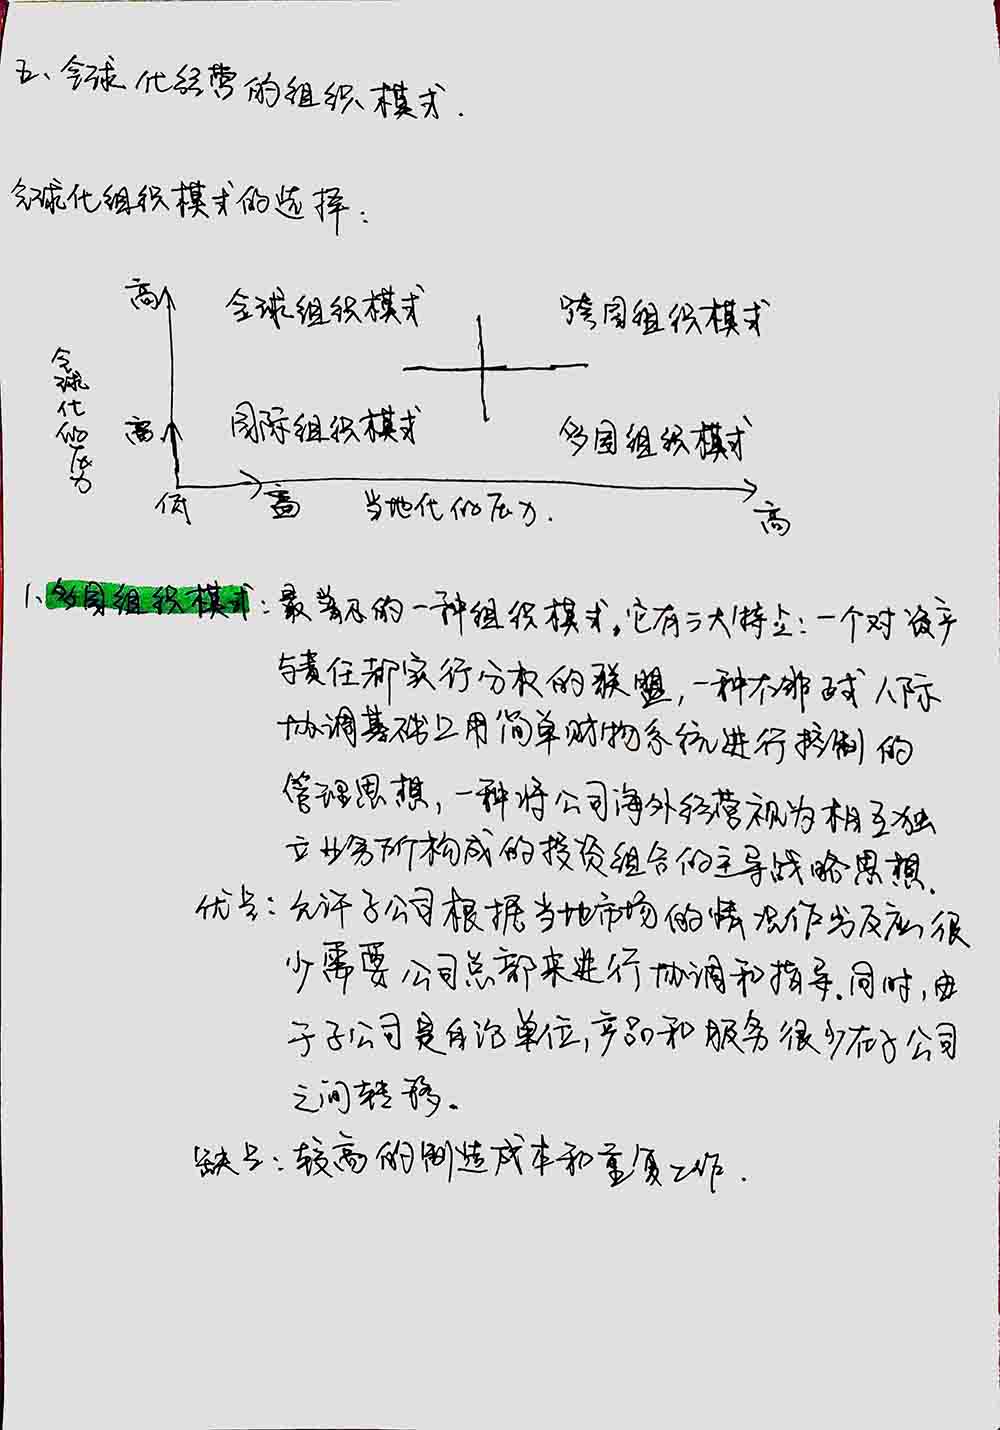 五、全球化经营的组织模式.
全球化组织模式的选择:
高 全球组织模式 跨国组织模式
全球化的压力
高 国际组织模式 多国组织模式
低 高 当地化的压力. 高
1、多国组织模式: 最常见的一种组织模式。它有三大特点: 一个对资产
与责任都实行分权的联盟, 一种在非正式人际
协调基础上用简单财物系统进行控制的
管理思想, 一种将公司海外经营视为相互独
立业务所构成的投资组合的主导战略思想.
优点: 允许子公司根据当地市场的情况作出反应, 很
少需要公司总部来进行协调和指导. 同时, 由
于子公司是自治单位, 产品和服务很少在子公司
之间转移。
缺点: 较高的制造成本和重复工作.